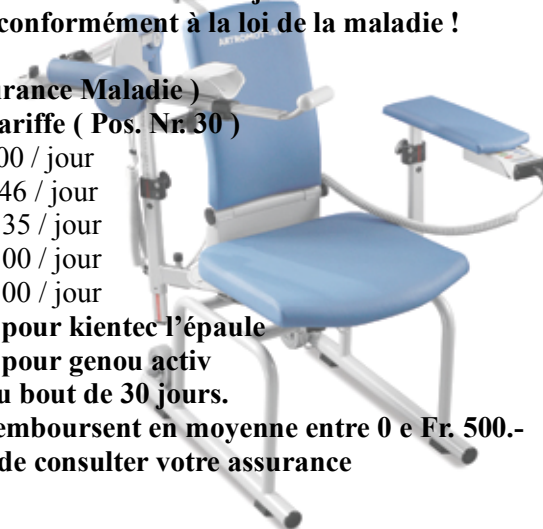 conformément à la loi de la maladie !
urance Maladie )
ariffe ( Pos. Nr. 30 )
00 / jour
46 / jour
35 / jour
00 / jour
00 / jour
pour kientec l’épaule
pour genou activ
u bout de 30 jours.
emboursent en moyenne entre 0 e Fr. 500.-
de consulter votre assurance